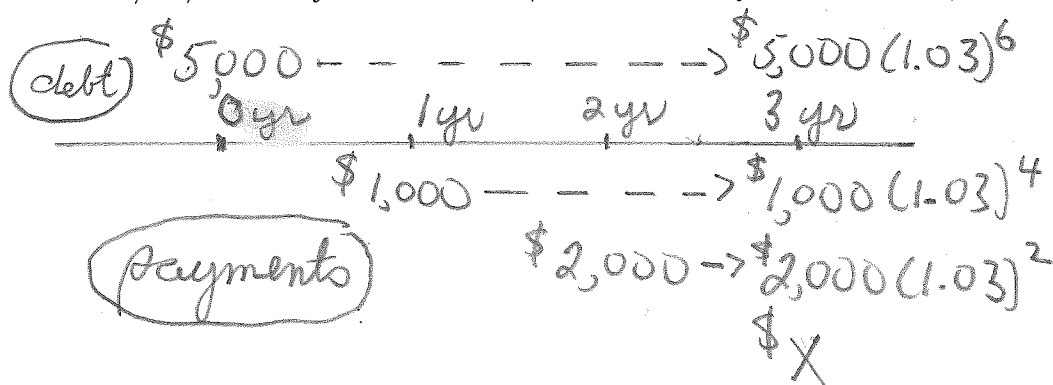 debt $5,000 - - - - - - -> $5,000(1.03)^6
0yr 1yr 2yr 3yr
$1,000 - - - - -> $1,000(1.03)^4
payments $2,000 -> $2,000(1.03)^2
$X